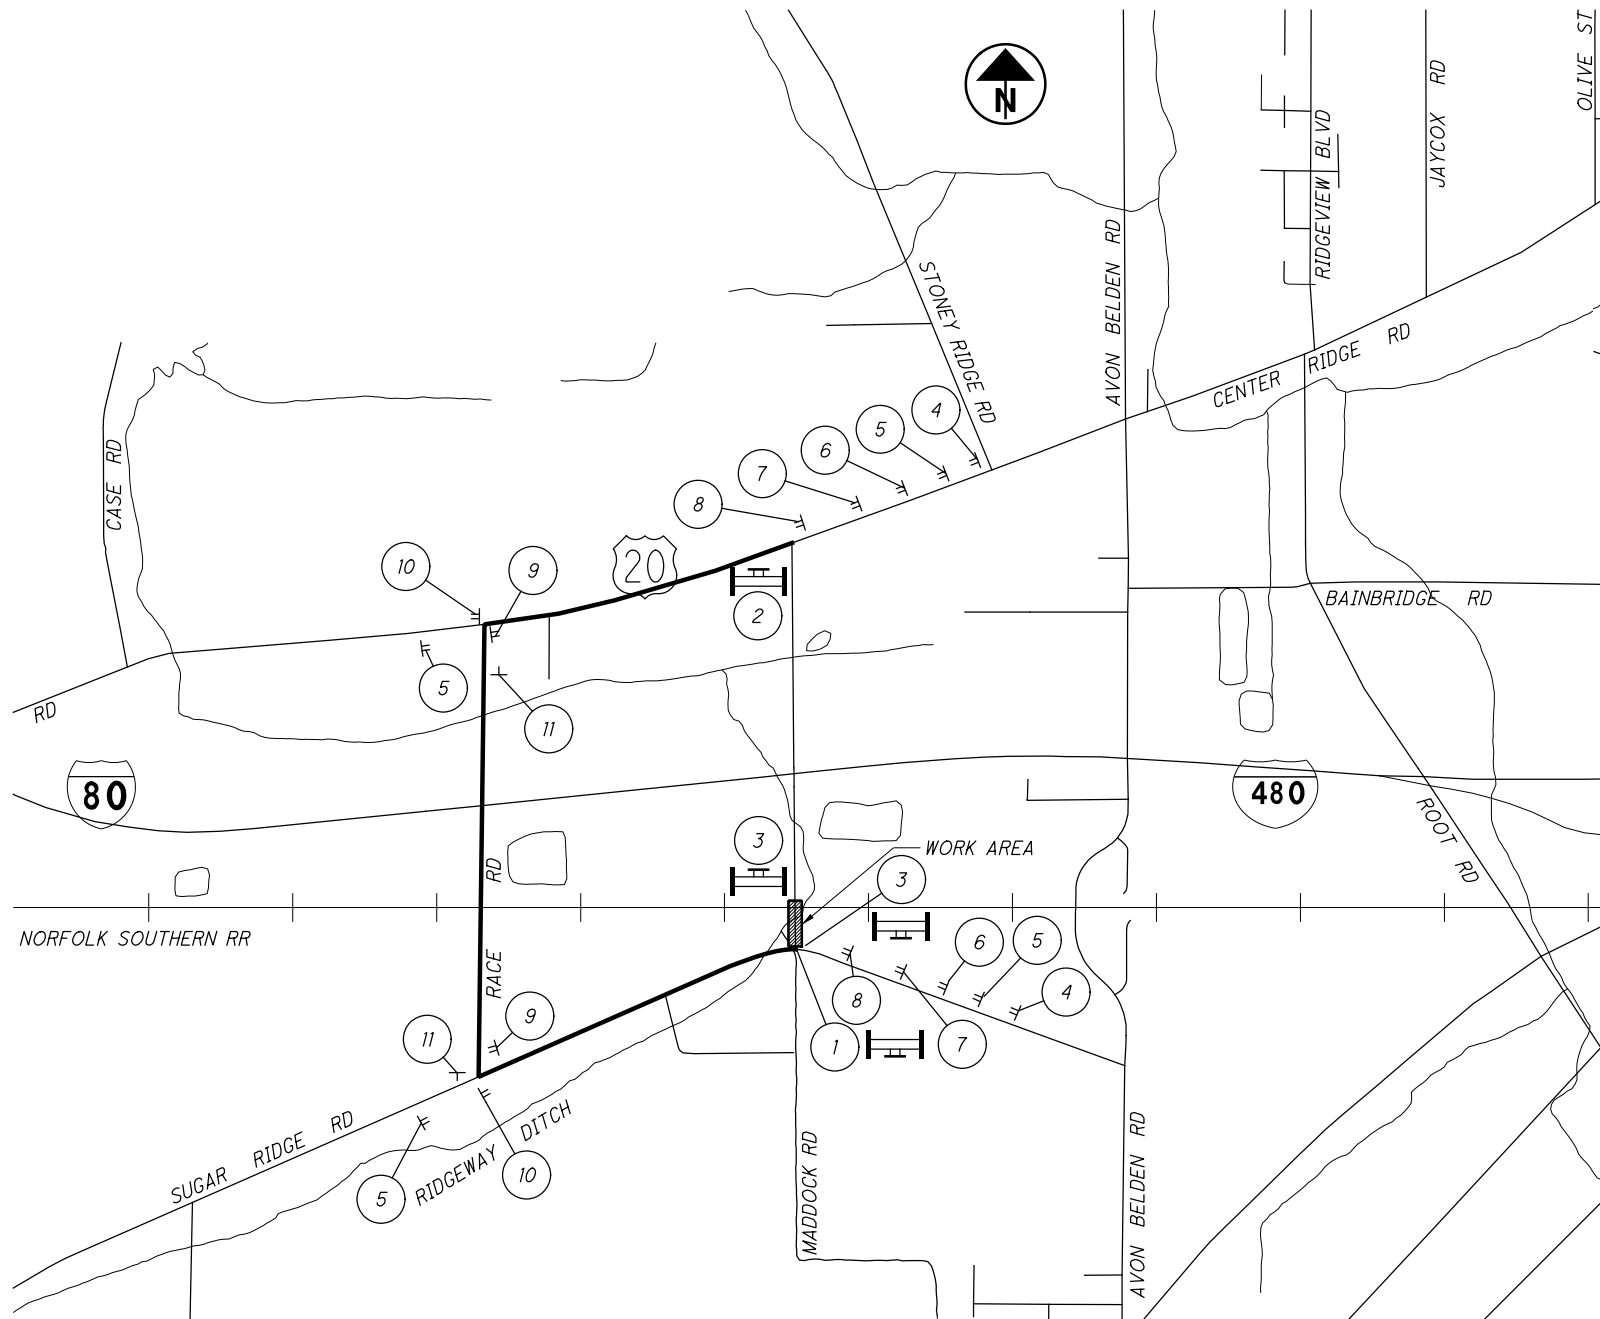 N
OLIVE ST
JAYCOX RD
RIDGEVIEW BLVD
AVON BELDEN RD
STONEY RIDGE RD
CENTER RIDGE RD
CASE RD
4
5
6
7
8
20
10
9
2
BAINBRIDGE RD
5
11
RD
80
480
ROOT RD
3
WORK AREA
3
RACE RD
NORFOLK SOUTHERN RR
6
5
4
8
7
1
9
11
10
5
SUGAR RIDGE RD
RIDGEWAY DITCH
MADDOCK RD
AVON BELDEN RD